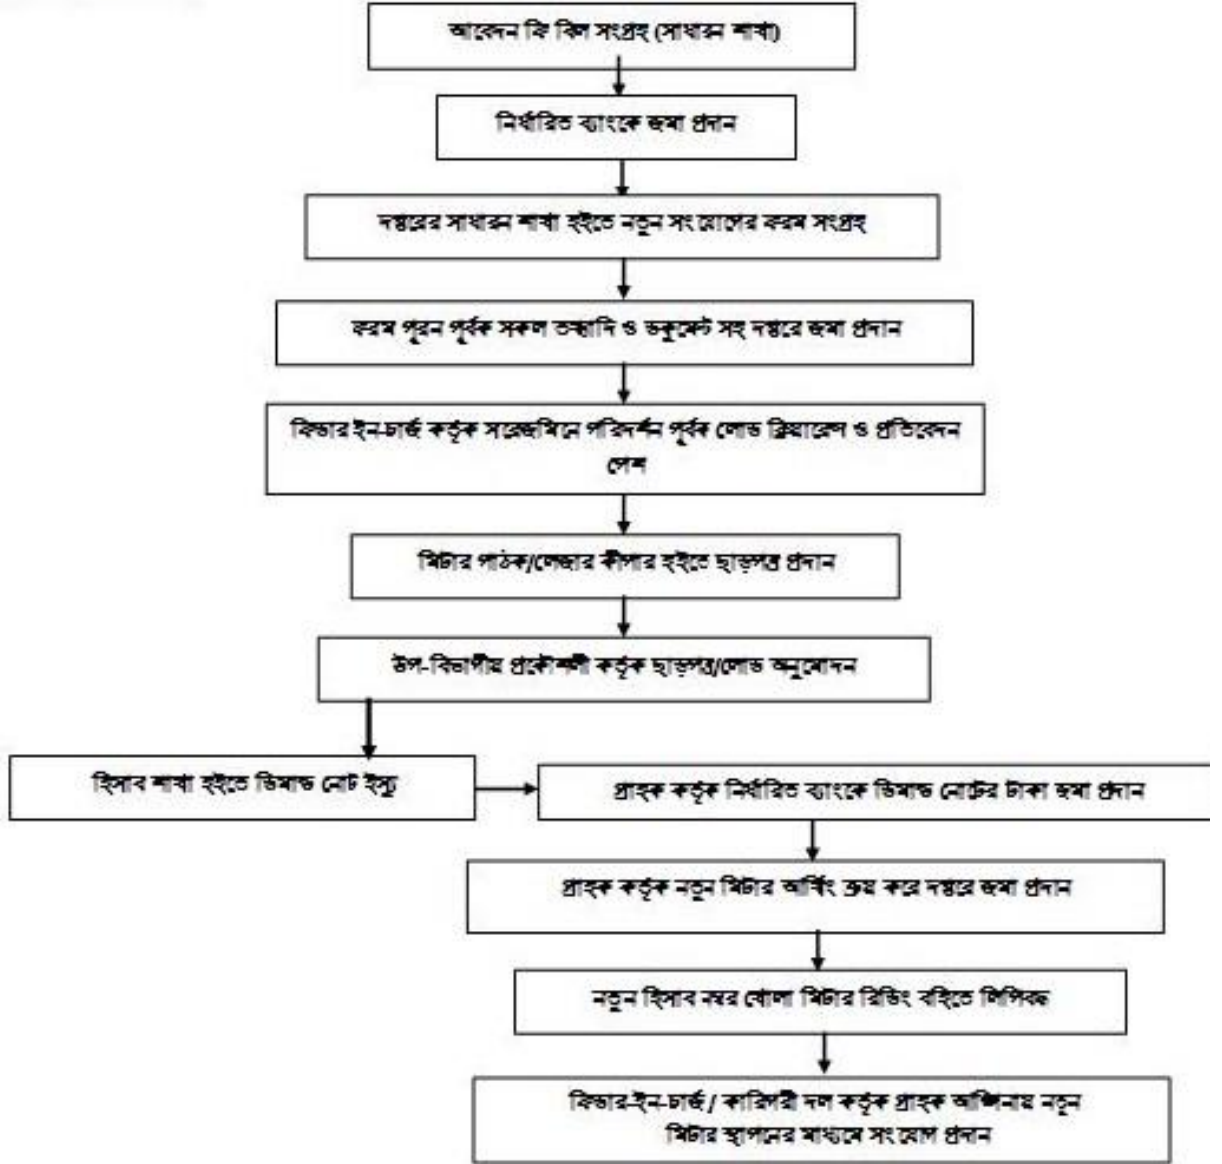 আবেদন ফি বিল সংগ্রহ (সাধারন শাখা)
নির্ধারিত ব্যাংকে জমা প্রদান
দপ্তরের সাধারন শাখা হইতে নতুন সংযোগের ফরম সংগ্রহ
ফরম পূরন পূর্বক সকল তথ্যাদি ও ডকুমেন্ট সহ দপ্তরে জমা প্রদান
ফিডার ইন-চার্জ কর্তৃক সরেজমিনে পরিদর্শন পূর্বক লোড ক্লিয়ারেন্স ও প্রতিবেদন
পেশ
মিটার পাঠক/লেজার কীপার হইতে ছাড়পত্র প্রদান
উপ-বিভাগীয় প্রকৌশলী কর্তৃক ছাড়পত্র/লোড অনুমোদন
হিসাব শাখা হইতে ডিমান্ড নোট ইস্যু
গ্রাহক কর্তৃক নির্ধারিত ব্যাংকে ডিমান্ড নোটের টাকা জমা প্রদান
গ্রাহক কর্তৃক নতুন মিটার আর্থিং ক্রয় করে দপ্তরে জমা প্রদান
নতুন হিসাব নম্বর খোলা মিটার রিডিং বহিতে লিপিবদ্ধ
ফিডার-ইন-চার্জ / কারিগরী দল কর্তৃক গ্রাহক আঙ্গিনায় নতুন
মিটার স্থাপনের মাধ্যমে সংযোগ প্রদান